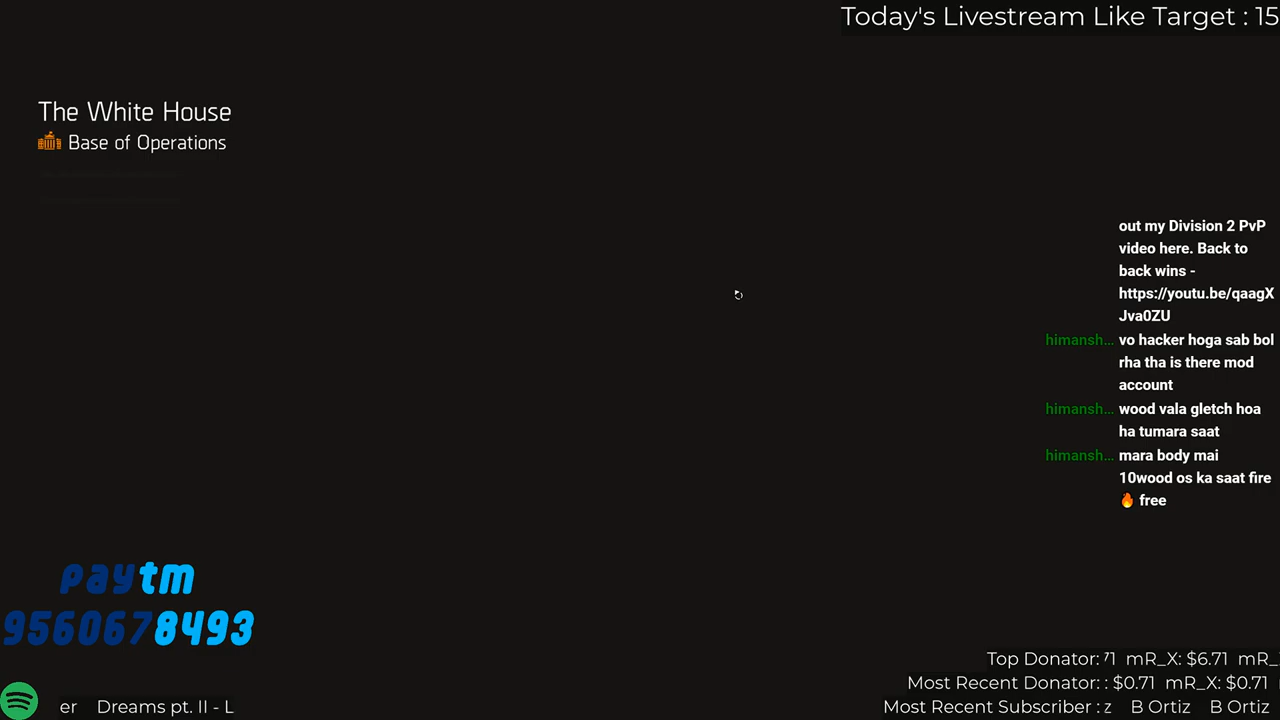 Today's Livestream Like Target : 15
The White House
Base of Operations
out my Division 2 PvP
video here. Back to
back wins -
https://youtu.be/qaagX
Jva0ZU
himansh... vo hacker hoga sab bol
rha tha is there mod
account
himansh... wood vala gletch hoa
ha tumara saat
himansh... mara body mai
10wood os ka saat fire
🔥 free
paytm
9560678493
Top Donator: 71 mR_X: $6.71 mR_
Most Recent Donator: : $0.71 mR_X: $0.71
Most Recent Subscriber : z B Ortiz B Ortiz
er Dreams pt. II - L